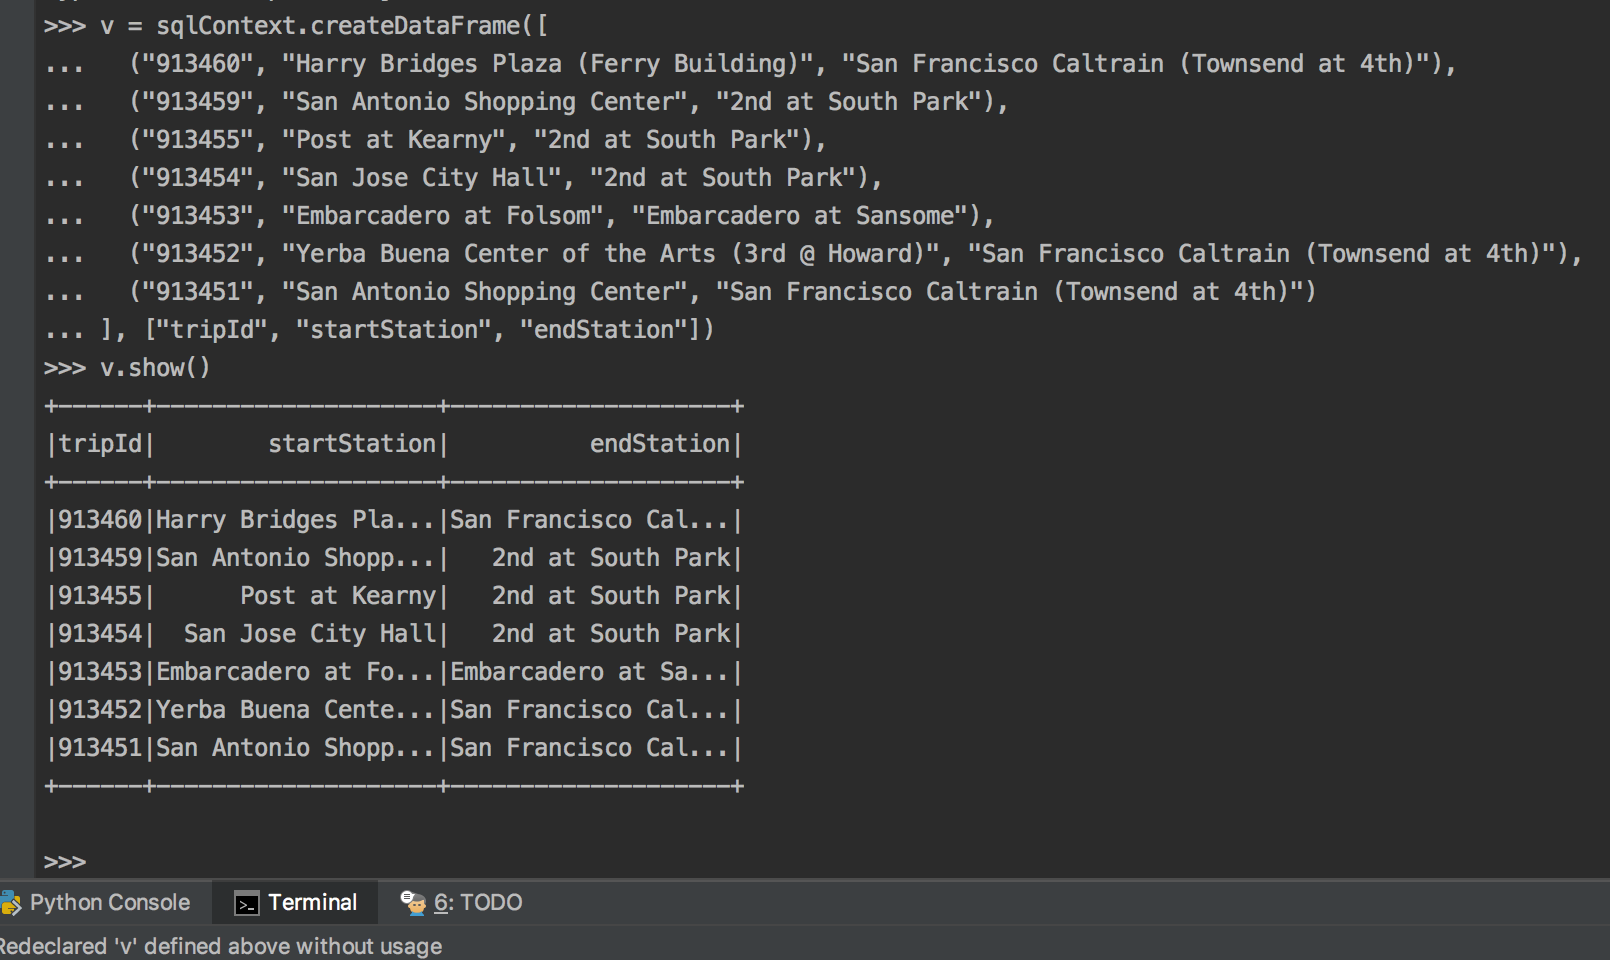 >>> v = sqlContext.createDataFrame([
...   ("913460", "Harry Bridges Plaza (Ferry Building)", "San Francisco Caltrain (Townsend at 4th)"),
...   ("913459", "San Antonio Shopping Center", "2nd at South Park"),
...   ("913455", "Post at Kearny", "2nd at South Park"),
...   ("913454", "San Jose City Hall", "2nd at South Park"),
...   ("913453", "Embarcadero at Folsom", "Embarcadero at Sansome"),
...   ("913452", "Yerba Buena Center of the Arts (3rd @ Howard)", "San Francisco Caltrain (Townsend at 4th)"),
...   ("913451", "San Antonio Shopping Center", "San Francisco Caltrain (Townsend at 4th)")
... ], ["tripId", "startStation", "endStation"])
>>> v.show()
+------+--------------------+--------------------+
|tripId|        startStation|          endStation|
+------+--------------------+--------------------+
|913460|Harry Bridges Pla...|San Francisco Cal...|
|913459|San Antonio Shopp...|   2nd at South Park|
|913455|      Post at Kearny|   2nd at South Park|
|913454|  San Jose City Hall|   2nd at South Park|
|913453|Embarcadero at Fo...|Embarcadero at Sa...|
|913452|Yerba Buena Cente...|San Francisco Cal...|
|913451|San Antonio Shopp...|San Francisco Cal...|
+------+--------------------+--------------------+
>>>
Python Console Terminal 6: TODO
Redeclared 'v' defined above without usage